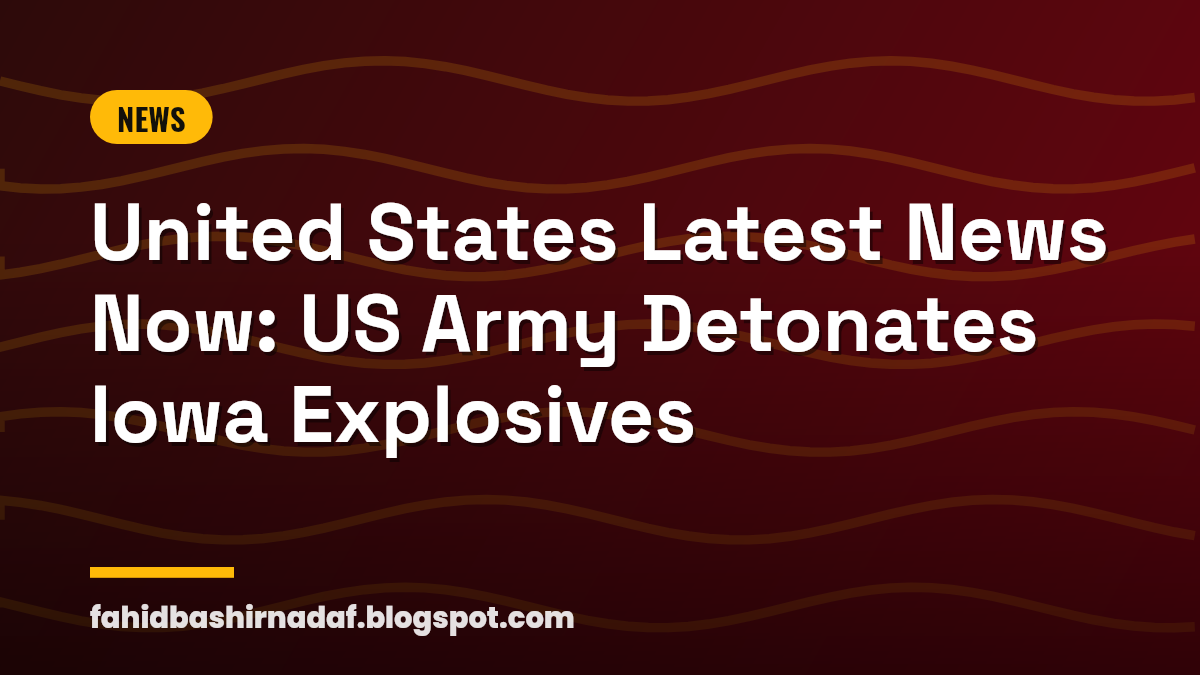 NEWS
United States Latest News
Now: US Army Detonates
Iowa Explosives
fahidbashirnadaf.blogspot.com